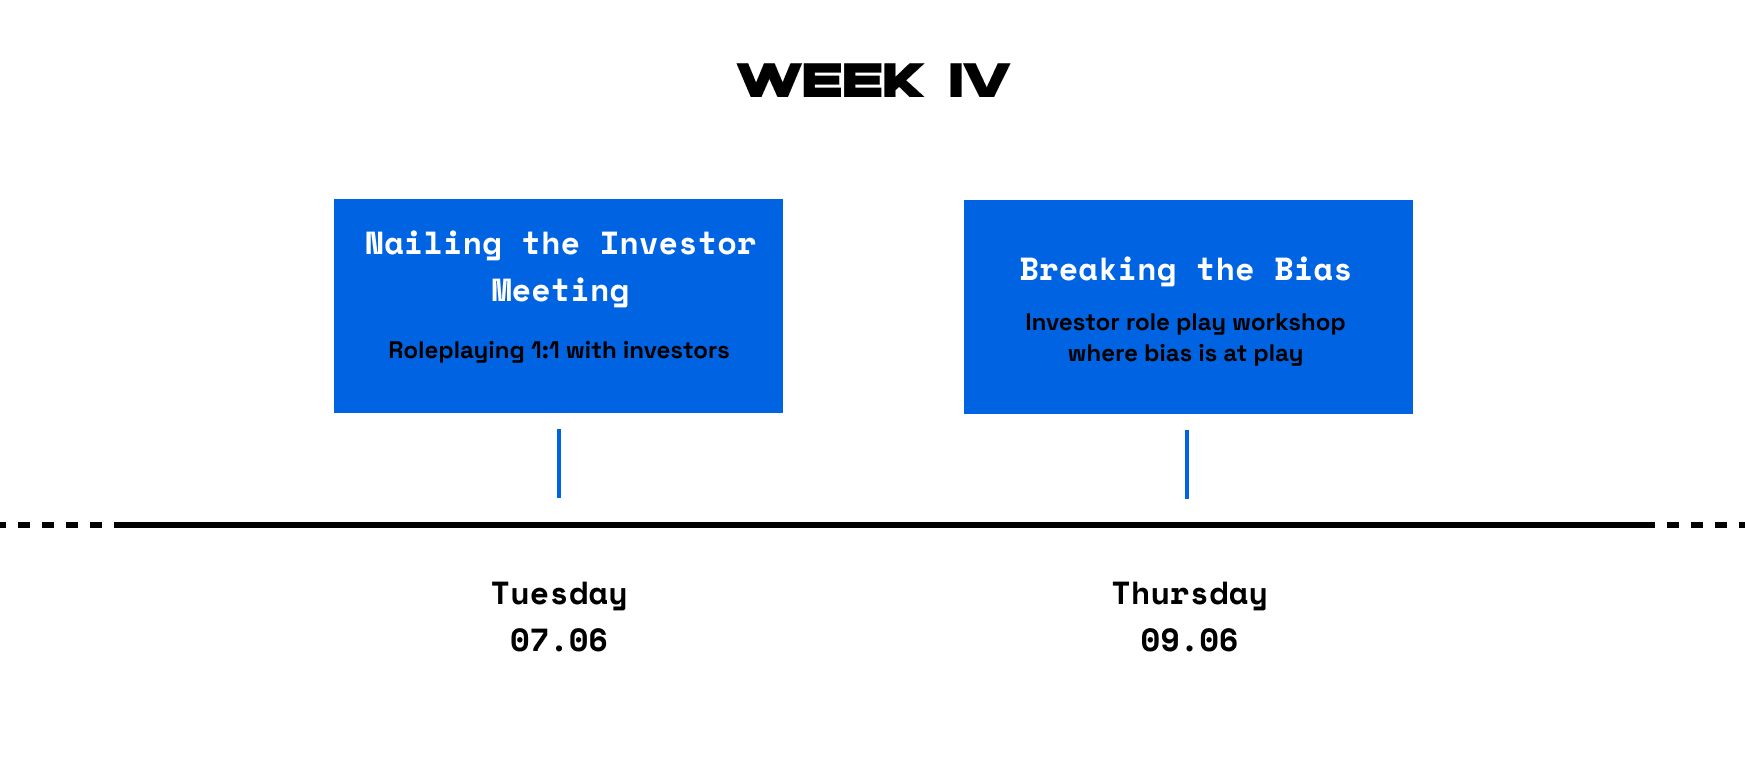 WEEK IV
Nailing the Investor
Meeting
Roleplaying 1:1 with investors
Breaking the Bias
Investor role play workshop
where bias is at play
Tuesday
07.06
Thursday
09.06